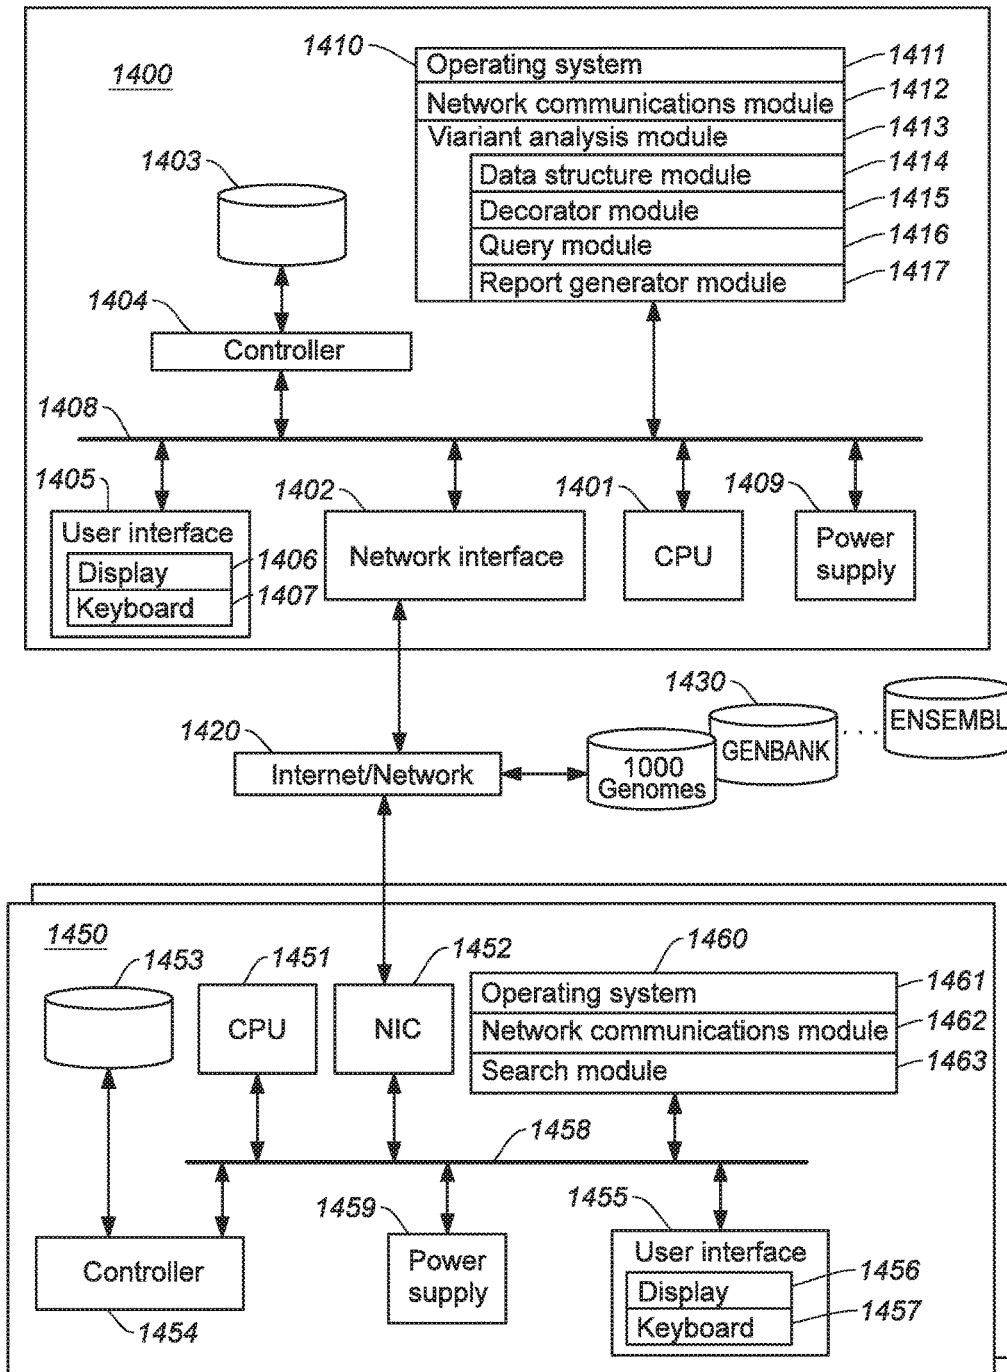 1400
1410
Operating system
1411
Network communications module
1412
Viariant analysis module
1413
Data structure module
1414
Decorator module
1415
Query module
1416
Report generator module
1417
1403
1404
Controller
1408
1405
User interface
Display
1406
Keyboard
1407
1402
Network interface
1401
CPU
1409
Power
supply
1420
Internet/Network
1430
1000
Genomes
GENBANK
. . .
ENSEMBL
1450
1453
1451
CPU
1452
NIC
1460
Operating system
1461
Network communications module
1462
Search module
1463
1458
Controller
1454
1459
Power
supply
1455
User interface
Display
1456
Keyboard
1457